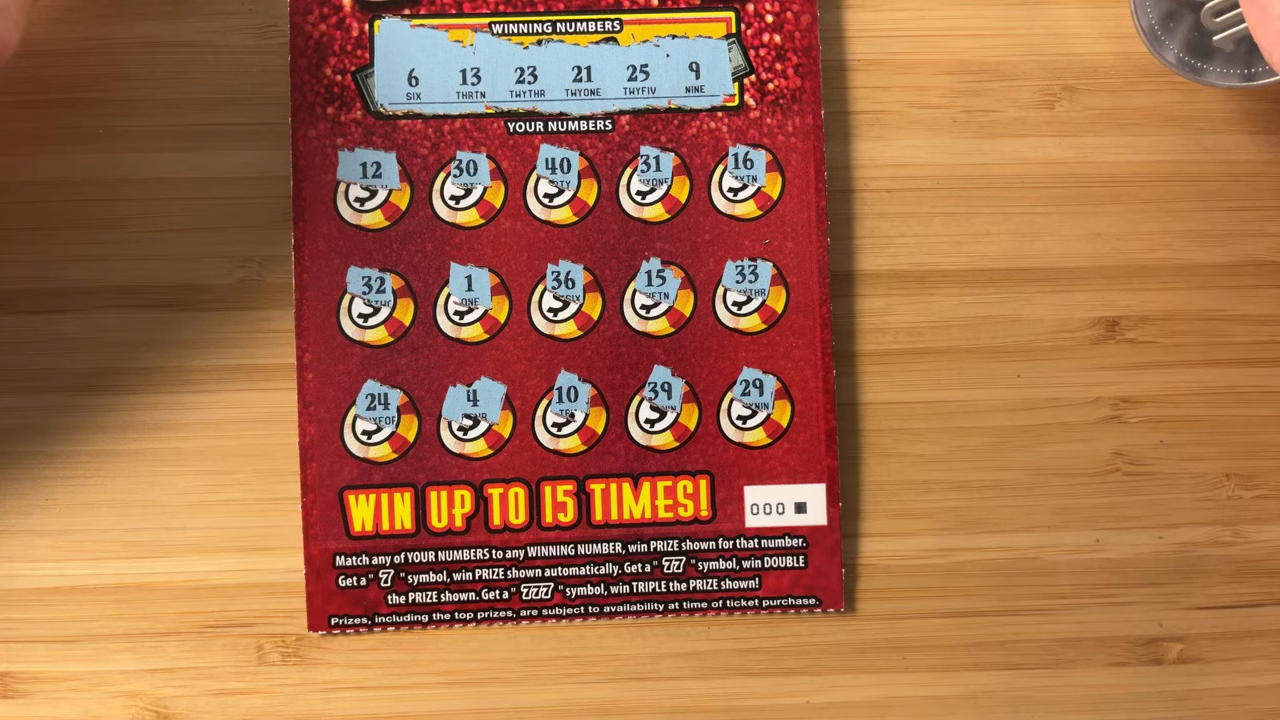 WINNING NUMBERS
6 13 23 21 25 9
SIX THRTN TWYTHR TWYONE TWYFIV NINE
YOUR NUMBERS
12 30 40 31 16
32 1 36 15 33
ONE
24 4 10 39 29
WIN UP TO 15 TIMES!
000
Match any of YOUR NUMBERS to any WINNING NUMBER, win PRIZE shown for that number.
Get a " 7 " symbol, win PRIZE shown automatically. Get a " 77 " symbol, win DOUBLE
the PRIZE shown. Get a " 777 " symbol, win TRIPLE the PRIZE shown!
Prizes, including the top prizes, are subject to availability at time of ticket purchase.